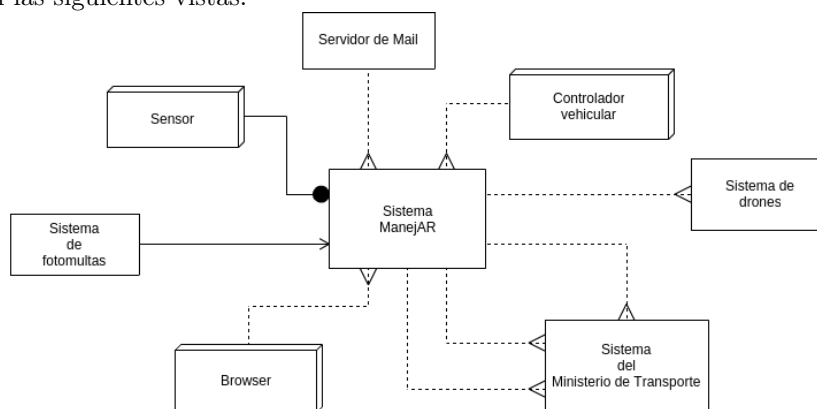 las siguientes vistas:
Servidor de Mail
Sensor
Controlador
vehicular
Sistema
ManejAR
Sistema de
drones
Sistema
de
fotomultas
Browser
Sistema
del
Ministerio de Transporte